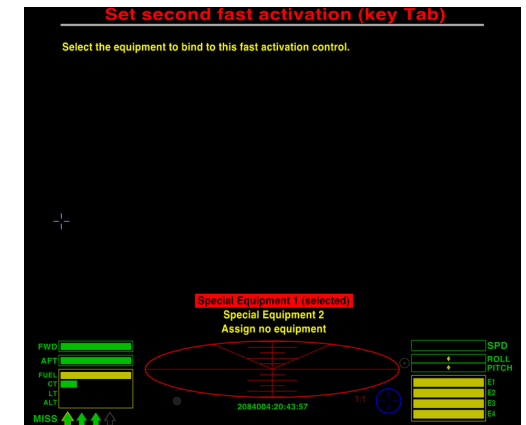 Set second fast activation (key Tab)
Select the equipment to bind to this fast activation control.
Special Equipment 1 (selected)
Special Equipment 2
Assign no equipment
FWD
AFT
FUEL
CT
LT
ALT
MISS
2084004:20:43:57
1:1
SPD
ROLL
PITCH
E1
E2
E3
E4